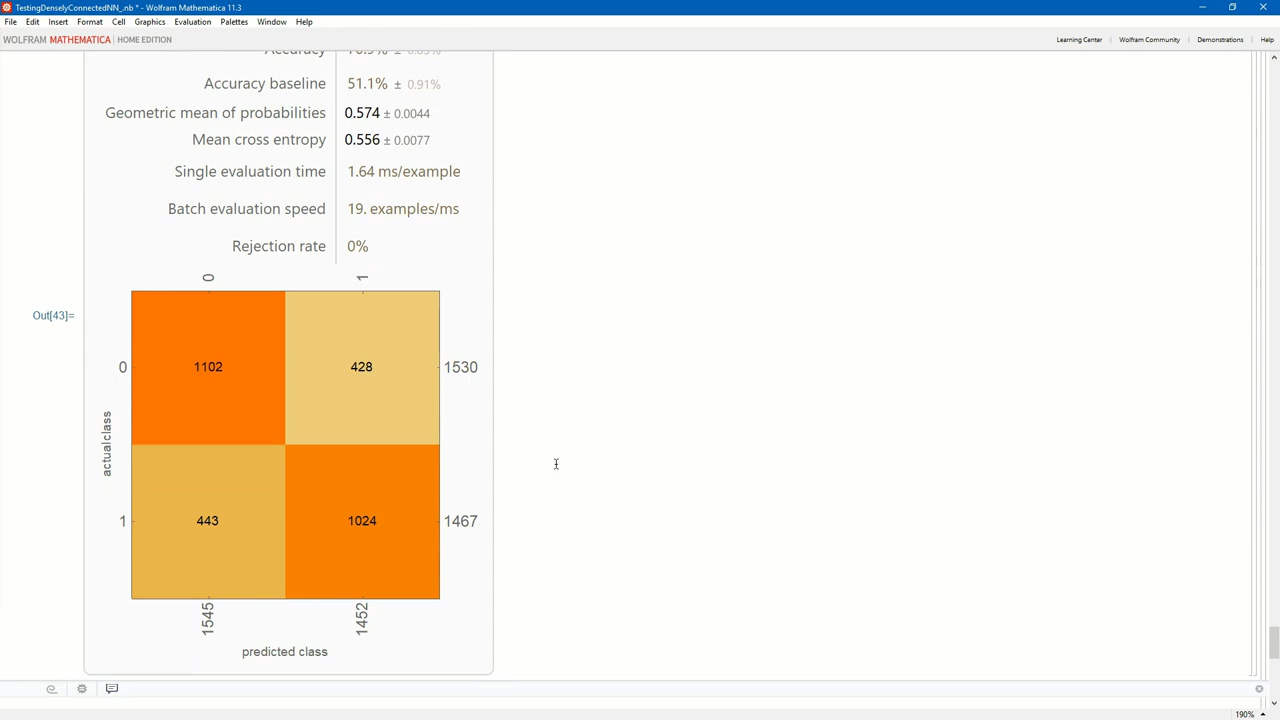 TestingDenselyConnectedNN_.nb * - Wolfram Mathematica 11.3
File Edit Insert Format Cell Graphics Evaluation Palettes Window Help
WOLFRAM MATHEMATICA | HOME EDITION Learning Center Wolfram Community Demonstrations Help
Accuracy
Accuracy baseline 51.1% ± 0.91%
Geometric mean of probabilities 0.574 ± 0.0044
Mean cross entropy 0.556 ± 0.0077
Single evaluation time 1.64 ms/example
Batch evaluation speed 19. examples/ms
Rejection rate 0%
0 1
Out[43]=
0 1102 428 1530
actual class
1 443 1024 1467
1545 1452
predicted class
190%